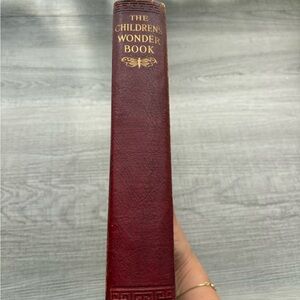 THE
CHILDREN'S
WONDER
BOOK